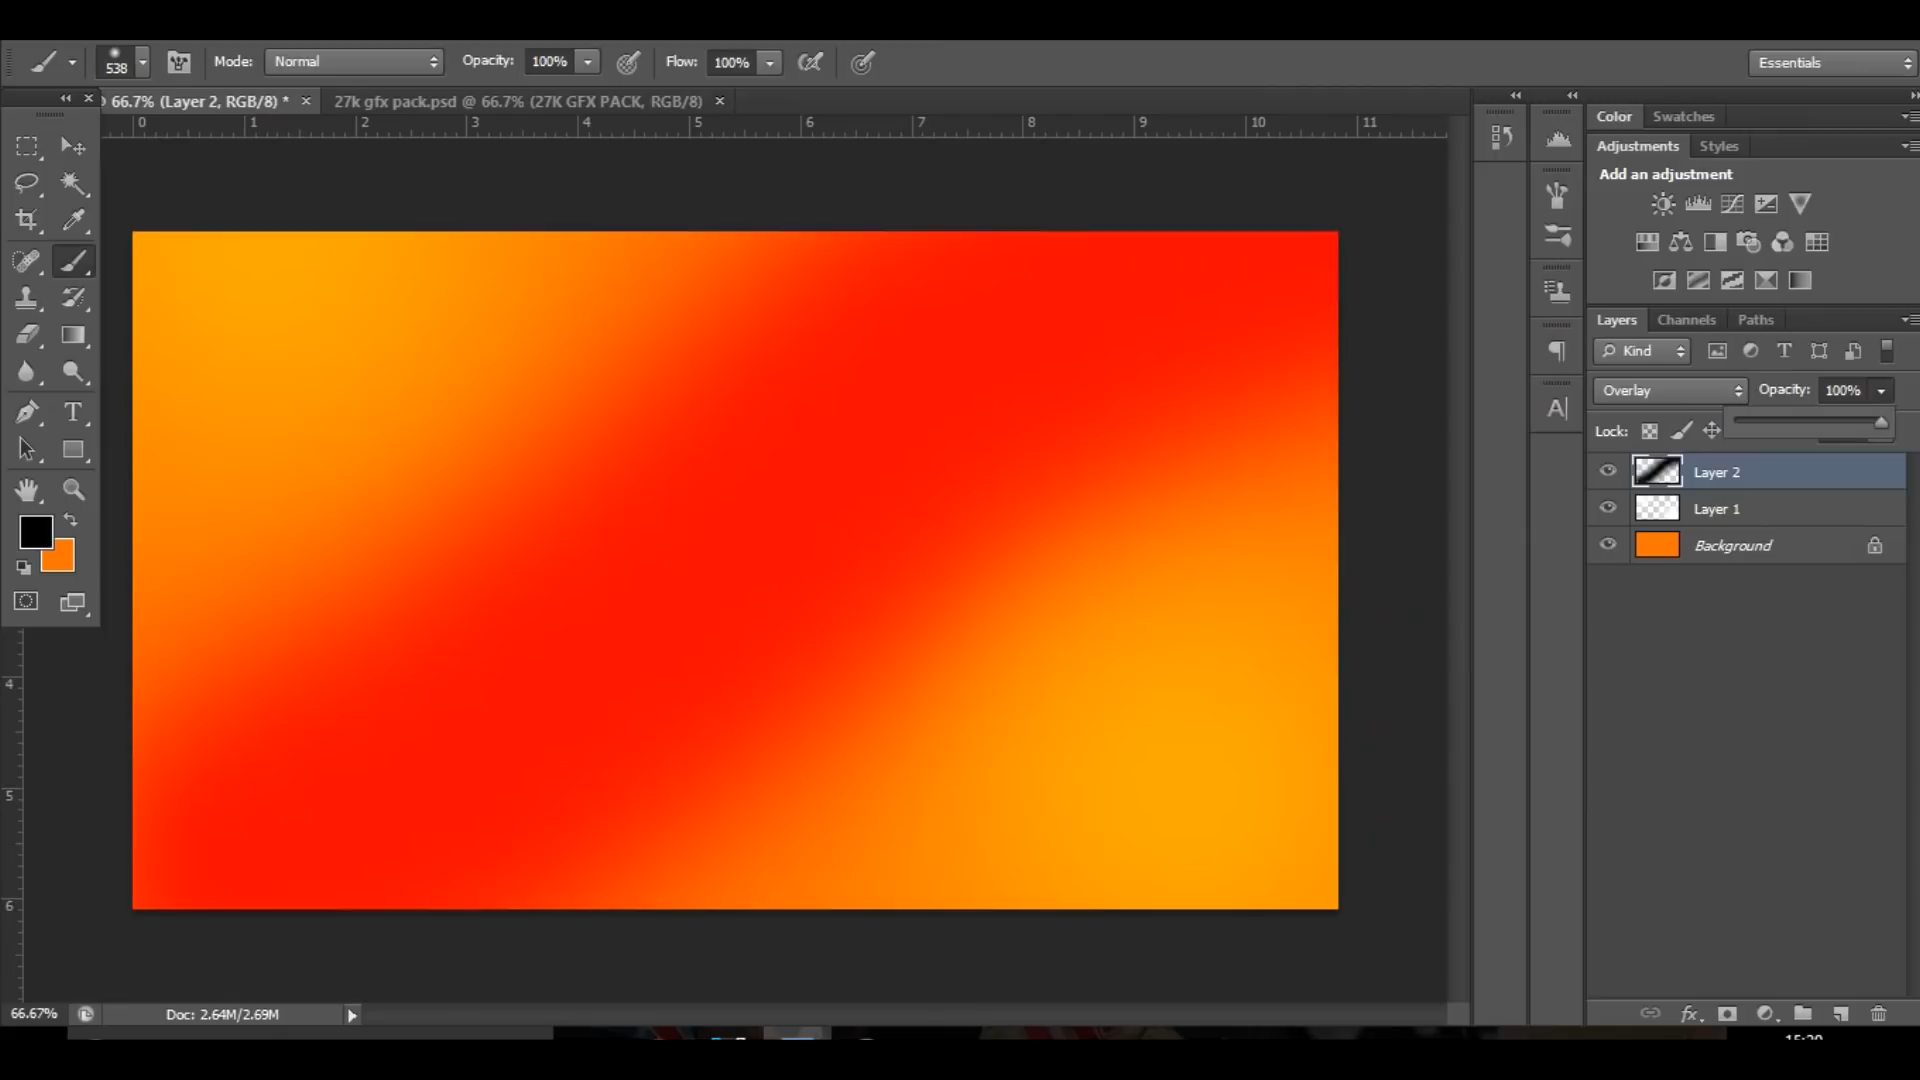 538
Mode:
Normal
Opacity:
100%
Flow:
100%
Essentials
66.7% (Layer 2, RGB/8) *
27k gfx pack.psd @ 66.7% (27K GFX PACK, RGB/8)
0 1 2 3 4 5 6 7 8 9 10 11
Color
Swatches
Adjustments
Styles
Add an adjustment
Layers
Channels
Paths
Kind
Overlay
Opacity:
100%
Lock:
Layer 2
Layer 1
Background
4
5
6
66.67%
Doc: 2.64M/2.69M